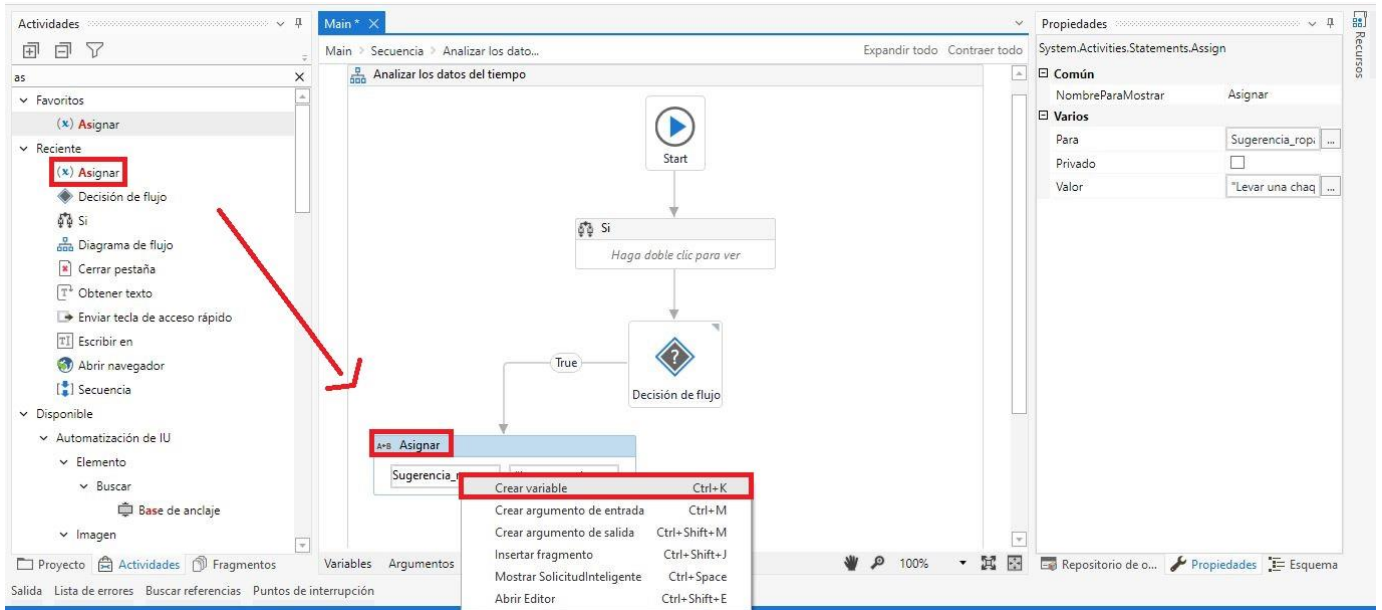 Actividades
as
Favoritos
(x) Asignar
Reciente
(x) Asignar
Decisión de flujo
Si
Diagrama de flujo
Cerrar pestaña
Obtener texto
Enviar tecla de acceso rápido
Escribir en
Abrir navegador
Secuencia
Disponible
Automatización de IU
Elemento
Buscar
Base de anclaje
Imagen
Proyecto Actividades Fragmentos
Main *
Main > Secuencia > Analizar los dato...
Expandir todo Contraer todo
Analizar los datos del tiempo
Start
Si
Haga doble clic para ver
True
Decisión de flujo
A+B Asignar
Sugerencia_r
Crear variable Ctrl+K
Crear argumento de entrada Ctrl+M
Crear argumento de salida Ctrl+Shift+M
Insertar fragmento Ctrl+Shift+J
Mostrar SolicitudInteligente Ctrl+Space
Abrir Editor Ctrl+Shift+E
Variables Argumentos
100%
Propiedades
System.Activities.Statements.Assign
Común
NombreParaMostrar Asignar
Varios
Para Sugerencia_ropa ...
Privado
Valor "Levar una chaq ...
Repositorio de o... Propiedades Esquema
Recursos
Salida Lista de errores Buscar referencias Puntos de interrupción